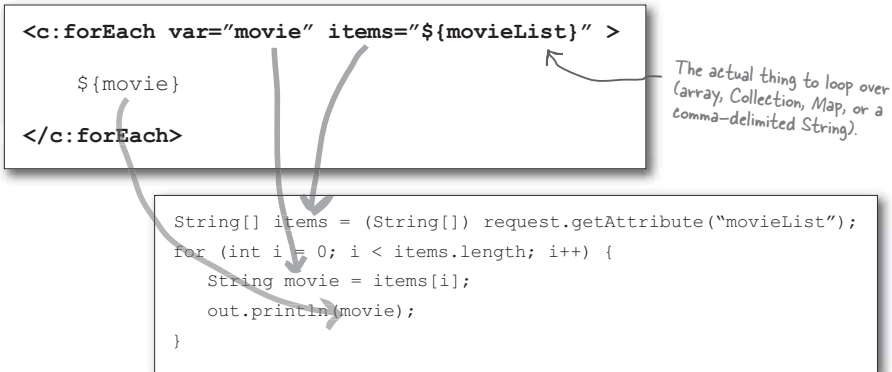 <c:forEach var="movie" items="${movieList}" >
${movie}
</c:forEach>
The actual thing to loop over
(array, Collection, Map, or a
comma-delimited String).
String[] items = (String[]) request.getAttribute("movieList");
for (int i = 0; i < items.length; i++) {
String movie = items[i];
out.println(movie);
}